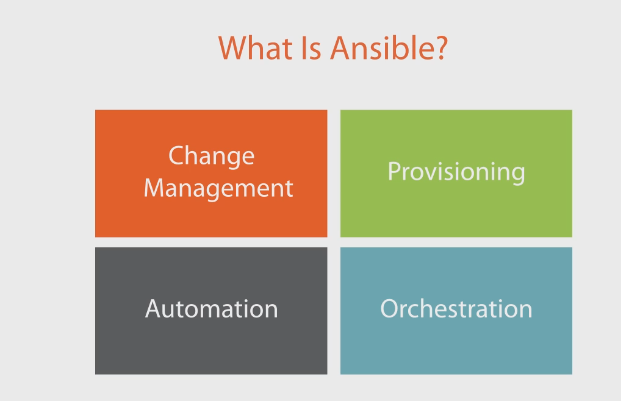 What Is Ansible?
Change
Management
Provisioning
Automation
Orchestration